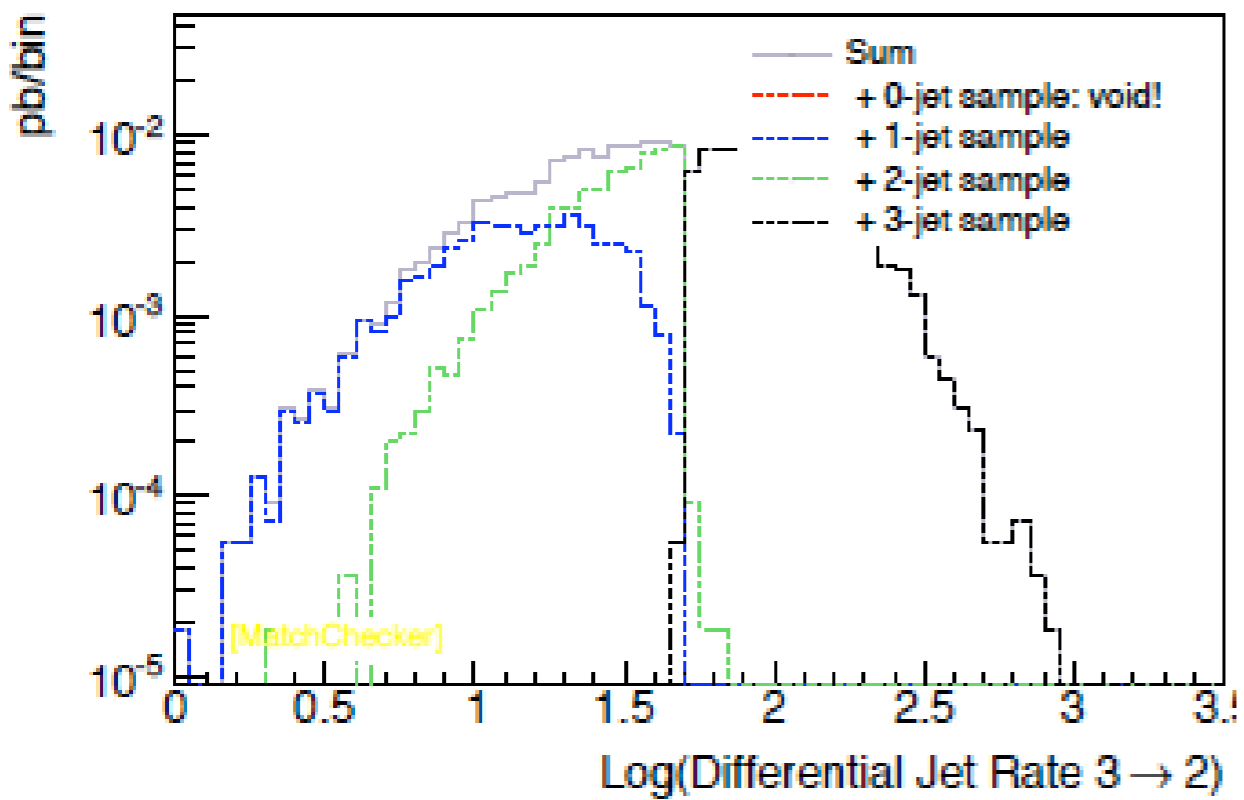 pb/bin
Sum
+ 0-jet sample: void!
+ 1-jet sample
+ 2-jet sample
+ 3-jet sample
10-2
10-3
10-4
10-5
[MatchChecker]
0 0.5 1 1.5 2 2.5 3 3.5
Log(Differential Jet Rate 3 → 2)